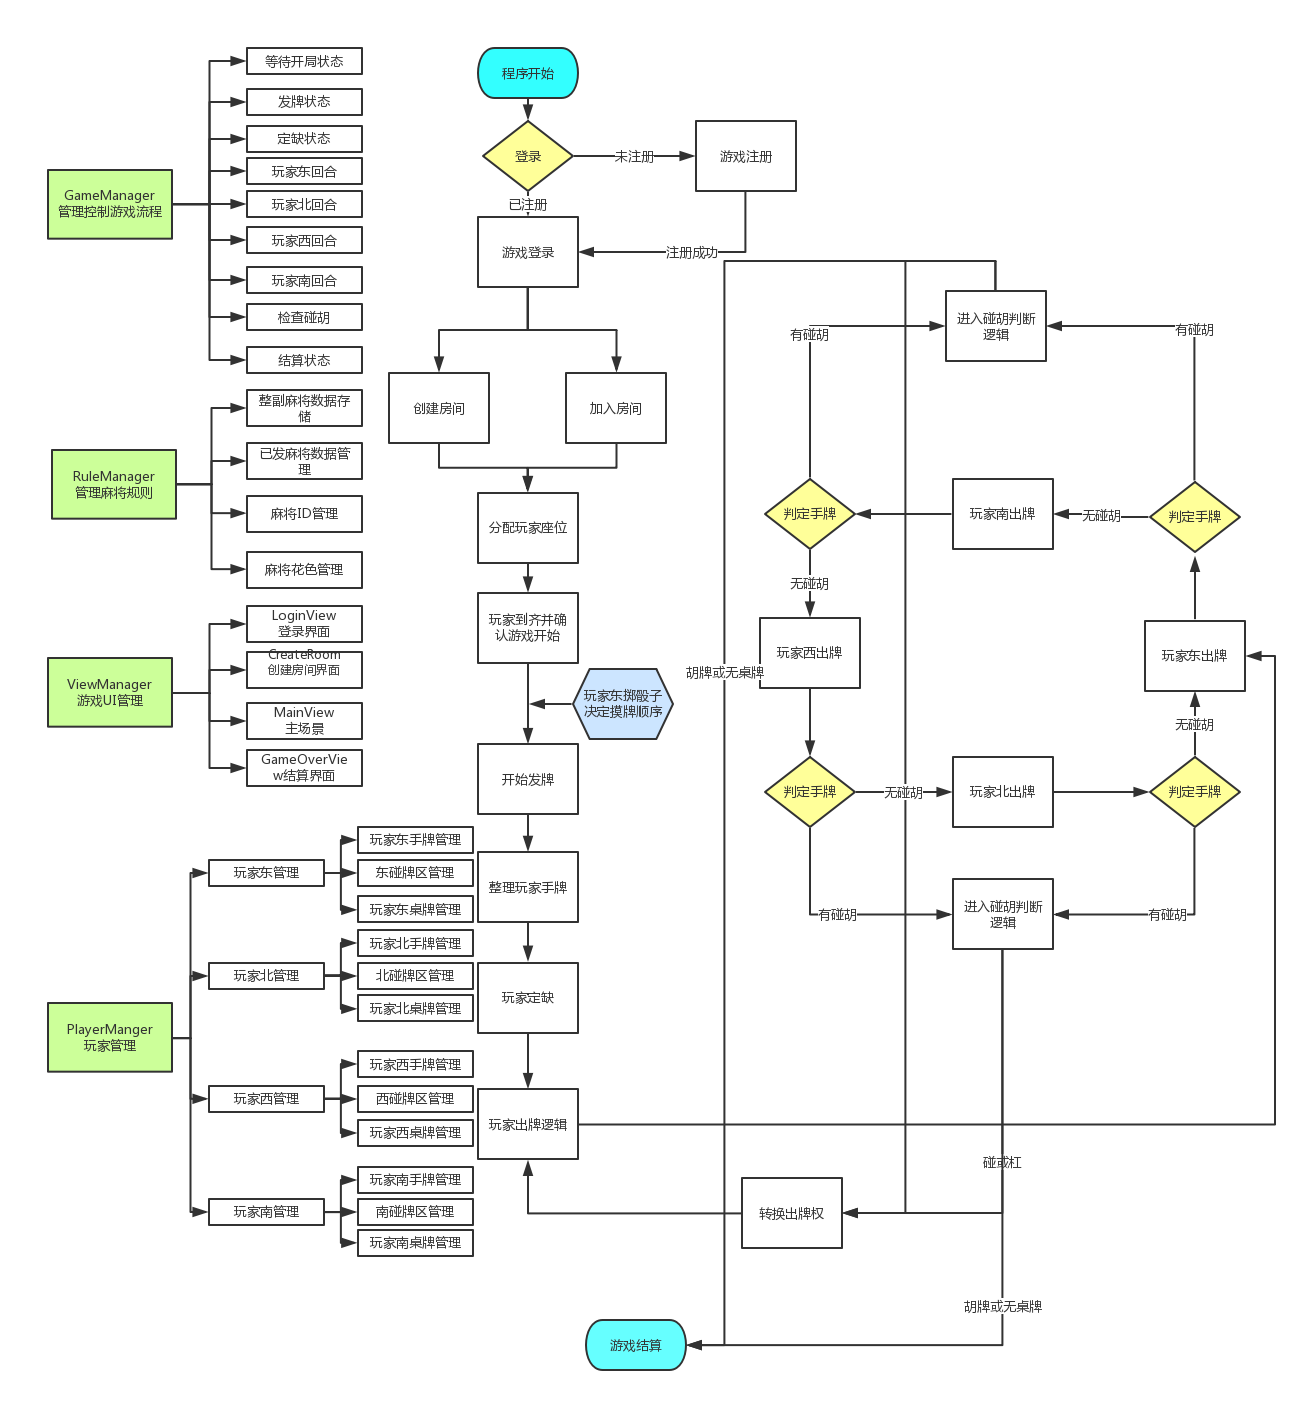 等待开局状态
发牌状态
定缺状态
玩家东回合
玩家北回合
玩家西回合
玩家南回合
检查碰胡
结算状态
GameManager
管理控制游戏流程
整副麻将数据存
储
已发麻将数据管
理
麻将ID管理
麻将花色管理
RuleManager
管理麻将规则
LoginView
登录界面
CreateRoom
创建房间界面
MainView
主场景
GameOverVie
w结算界面
ViewManager
游戏UI管理
玩家东管理
玩家东手牌管理
东碰牌区管理
玩家东桌牌管理
玩家北管理
玩家北手牌管理
北碰牌区管理
玩家北桌牌管理
PlayerManger
玩家管理
玩家西管理
玩家西手牌管理
西碰牌区管理
玩家西桌牌管理
玩家南管理
玩家南手牌管理
南碰牌区管理
玩家南桌牌管理
程序开始
登录
未注册
游戏注册
已注册
游戏登录
注册成功
创建房间
加入房间
分配玩家座位
玩家到齐并确
认游戏开始
玩家东掷骰子
决定摸牌顺序
开始发牌
整理玩家手牌
玩家定缺
玩家出牌逻辑
转换出牌权
游戏结算
进入碰胡判断
逻辑
有碰胡
有碰胡
判定手牌
玩家南出牌
无碰胡
判定手牌
无碰胡
玩家西出牌
玩家东出牌
胡牌或无桌牌
无碰胡
判定手牌
无碰胡
玩家北出牌
判定手牌
有碰胡
进入碰胡判断
逻辑
有碰胡
碰或杠
胡牌或无桌牌